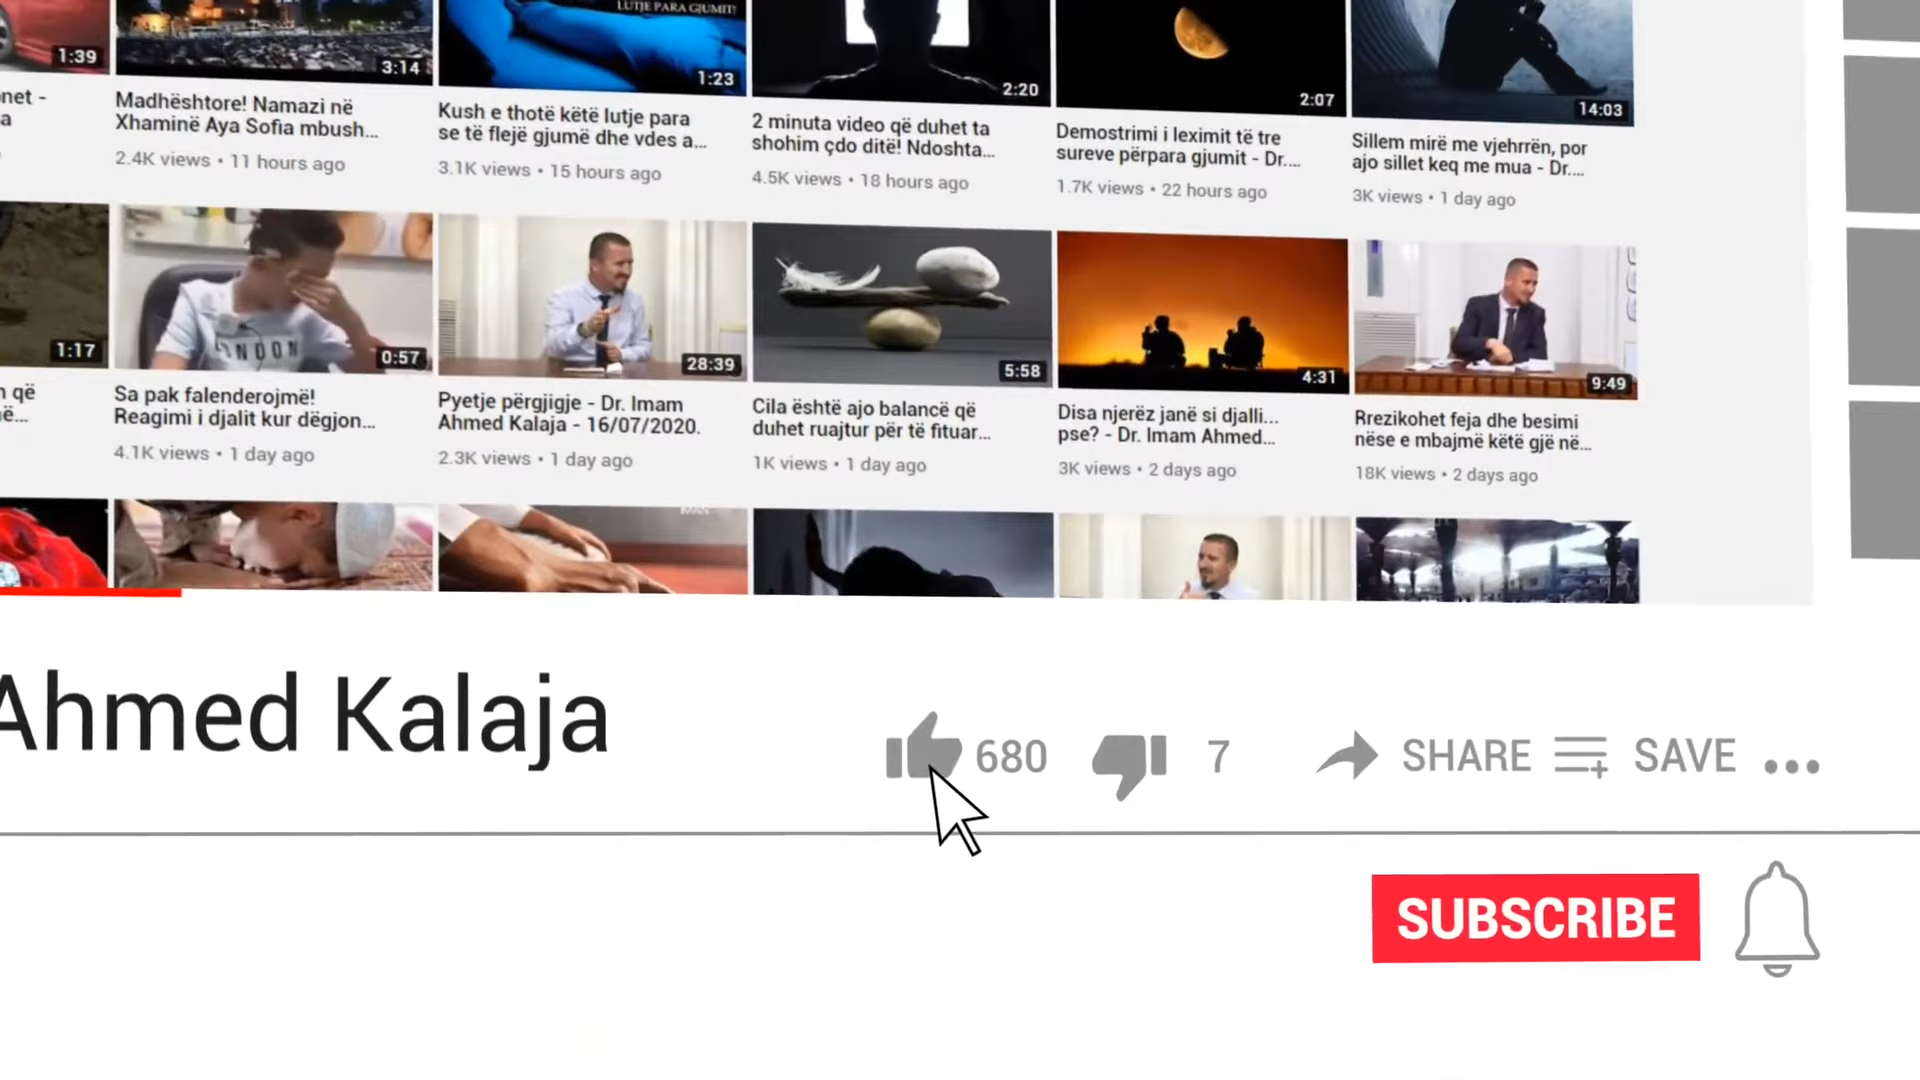 LUTJE PARA GJUMIT!
1:39
3:14
1:23
2:20
2:07
14:03
net -
a
Madhështore! Namazi në
Xhaminë Aya Sofia mbush...
2.4K views • 11 hours ago
Kush e thotë këtë lutje para
se të flejë gjumë dhe vdes a...
3.1K views • 15 hours ago
2 minuta video që duhet ta
shohim çdo ditë! Ndoshta...
4.5K views • 18 hours ago
Demostrimi i leximit të tre
sureve përpara gjumit - Dr....
1.7K views • 22 hours ago
Sillem mirë me vjehrrën, por
ajo sillet keq me mua - Dr....
3K views • 1 day ago
LONDON
1:17
0:57
28:39
5:58
4:31
9:49
që
ë...
Sa pak falenderojmë!
Reagimi i djalit kur dëgjon...
4.1K views • 1 day ago
Pyetje përgjigje - Dr. Imam
Ahmed Kalaja - 16/07/2020.
2.3K views • 1 day ago
Cila është ajo balancë që
duhet ruajtur për të fituar...
1K views • 1 day ago
Disa njerëz janë si djalli...
pse? - Dr. Imam Ahmed...
3K views • 2 days ago
Rrezikohet feja dhe besimi
nëse e mbajmë këtë gjë në...
18K views • 2 days ago
Ahmed Kalaja
680
7
SHARE
SAVE
SUBSCRIBE